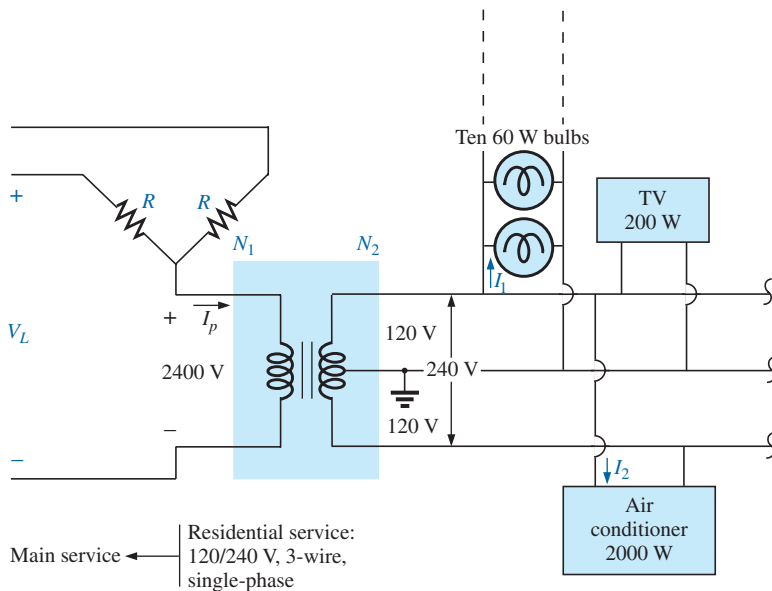 Ten 60 W bulbs
TV
200 W
+
R
R
N1
N2
I1
+
Ip
120 V
VL
2400 V
240 V
120 V
–
–
I2
Air
conditioner
2000 W
Main service
Residential service:
120/240 V, 3-wire,
single-phase